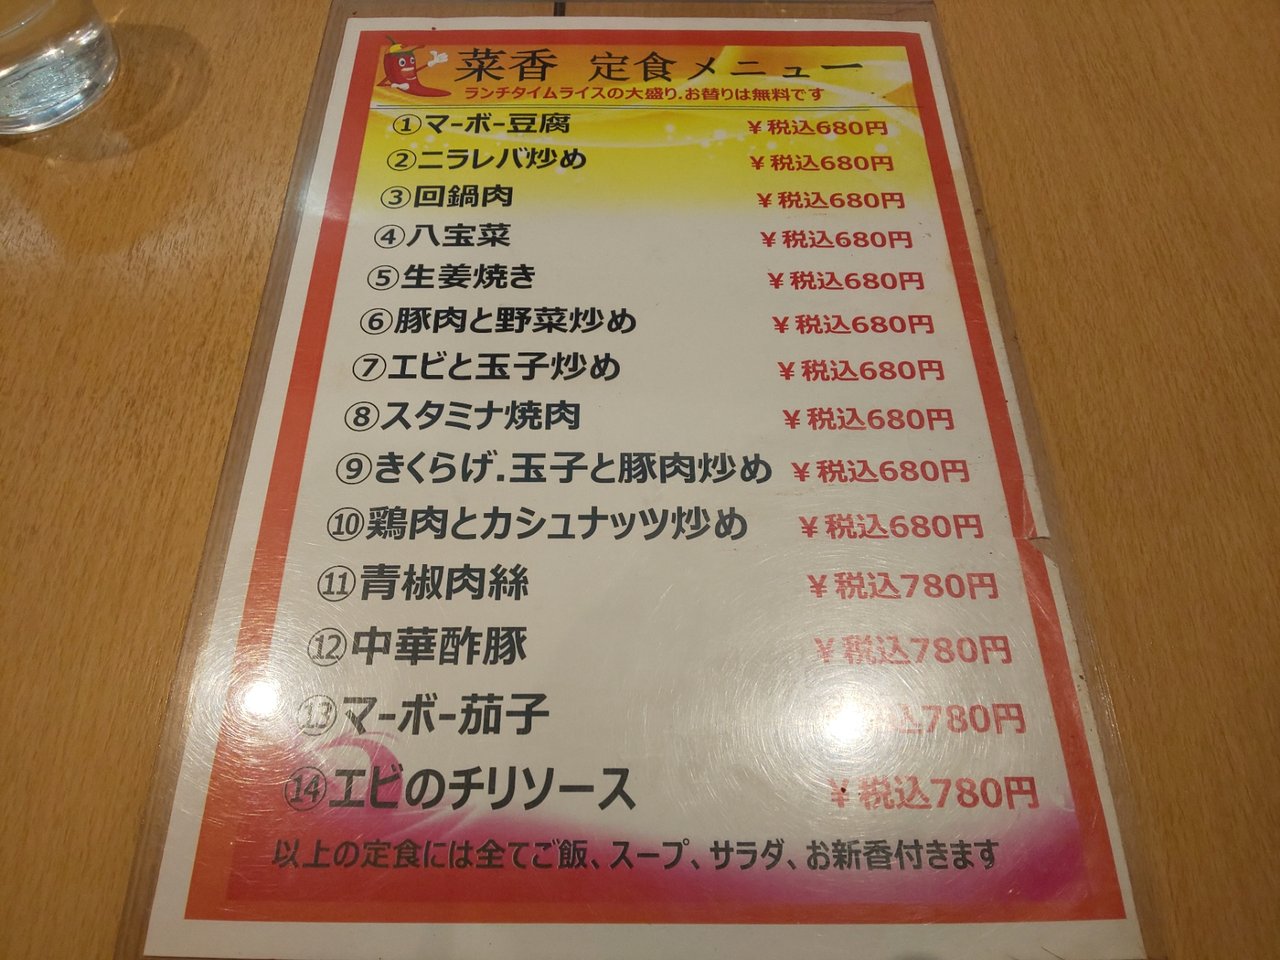 菜香 定食メニュー
ランチタイムライスの大盛り.お替りは無料です
①マーボー豆腐 ￥税込680円
②ニラレバ炒め ￥税込680円
③回鍋肉 ￥税込680円
④八宝菜 ￥税込680円
⑤生姜焼き ￥税込680円
⑥豚肉と野菜炒め ￥税込680円
⑦エビと玉子炒め ￥税込680円
⑧スタミナ焼肉 ￥税込680円
⑨きくらげ.玉子と豚肉炒め ￥税込680円
⑩鶏肉とカシュナッツ炒め ￥税込680円
⑪青椒肉絲 ￥税込780円
⑫中華酢豚 ￥税込780円
⑬マーボー茄子 込780円
⑭エビのチリソース ￥税込780円
以上の定食には全てご飯、スープ、サラダ、お新香付きます